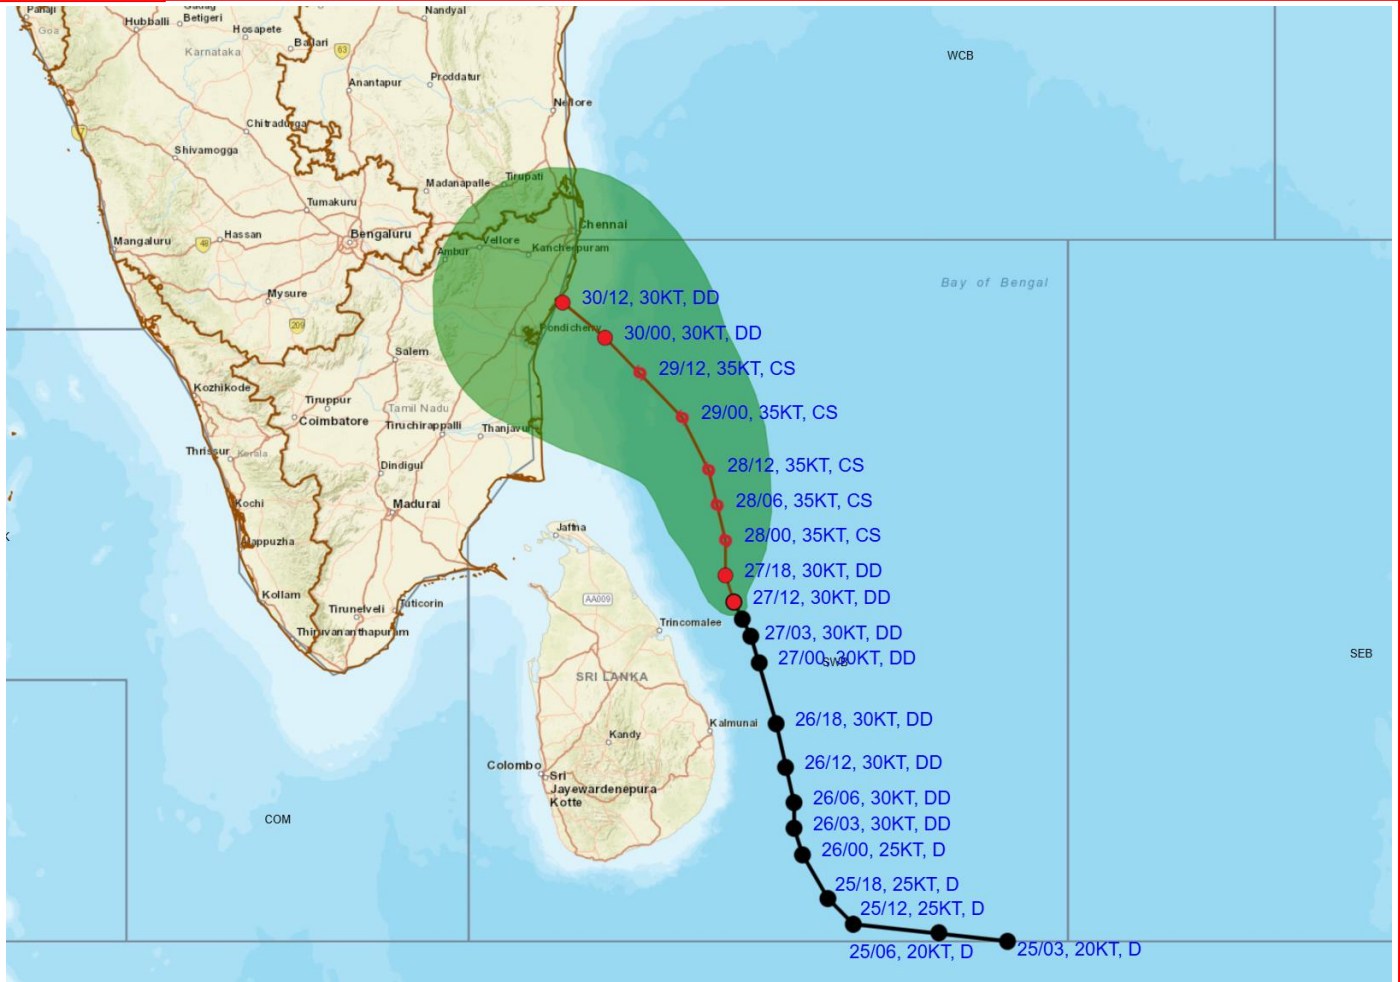 Panaji
Goa
Hubballi
Gadag
Betigeri
Hosapete
Ballari
Karnataka
63
Nandyal
Anantapur
Proddatur
Nellore
WCB
Chitradurga
Shivamogga
Madanapalle
Tirupati
Tumakuru
Chennai
Mangaluru
48
Hassan
Bengaluru
Ambur
Vellore
Kancheepuram
Bay of Bengal
Mysure
209
30/12, 30KT, DD
Pondicherry
30/00, 30KT, DD
Salem
29/12, 35KT, CS
Kozhikode
Tiruppur
Coimbatore
Tamil Nadu
Tiruchirappalli
Thanjavur
29/00, 35KT, CS
Thrissur
Kerala
Dindigul
28/12, 35KT, CS
Kochi
Madurai
28/06, 35KT, CS
Jaffna
28/00, 35KT, CS
Alappuzha
27/18, 30KT, DD
Kollam
Tirunelveli
Tuticorin
AA009
27/12, 30KT, DD
Thiruvananthapuram
Trincomalee
27/03, 30KT, DD
27/00, 30KT, DD
SWB
SEB
SRI LANKA
Kalmunai
26/18, 30KT, DD
Kandy
Colombo
Sri
Jayewardenepura
Kotte
26/12, 30KT, DD
26/06, 30KT, DD
COM
26/03, 30KT, DD
26/00, 25KT, D
25/18, 25KT, D
25/12, 25KT, D
25/06, 20KT, D
25/03, 20KT, D